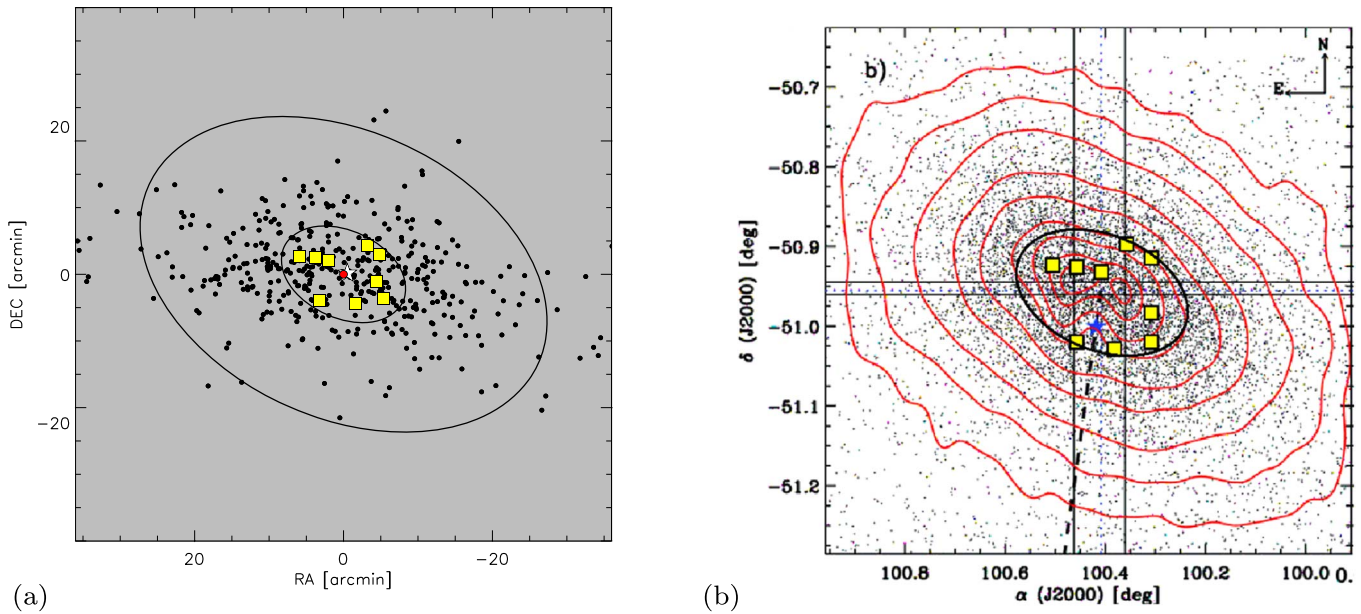 20
0
−20
DEC [arcmin]
20
0
−20
RA [arcmin]
(a)
b)
N
E
−50.7
−50.8
−50.9
−51.0
−51.1
−51.2
δ (J2000) [deg]
100.8
100.6
100.4
100.2
100.0
0.
α (J2000) [deg]
(b)